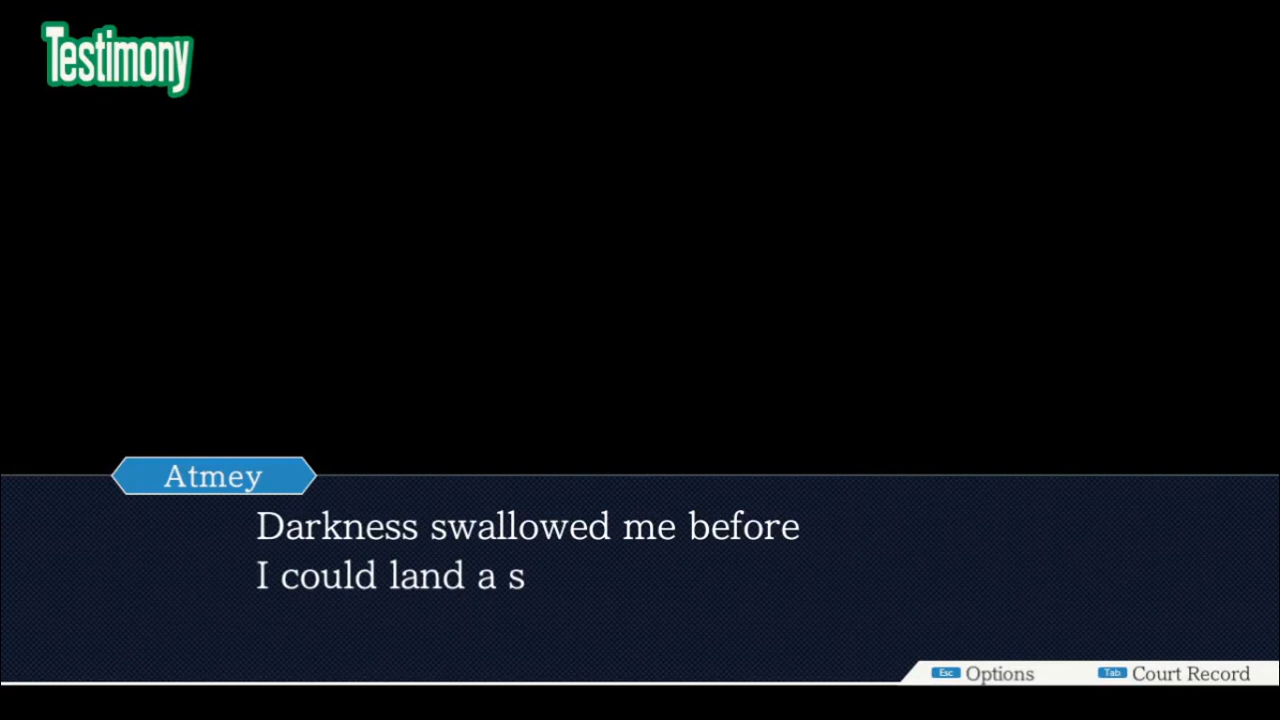 Testimony
Atmey
Darkness swallowed me before
I could land a s
Esc Options
Tab Court Record